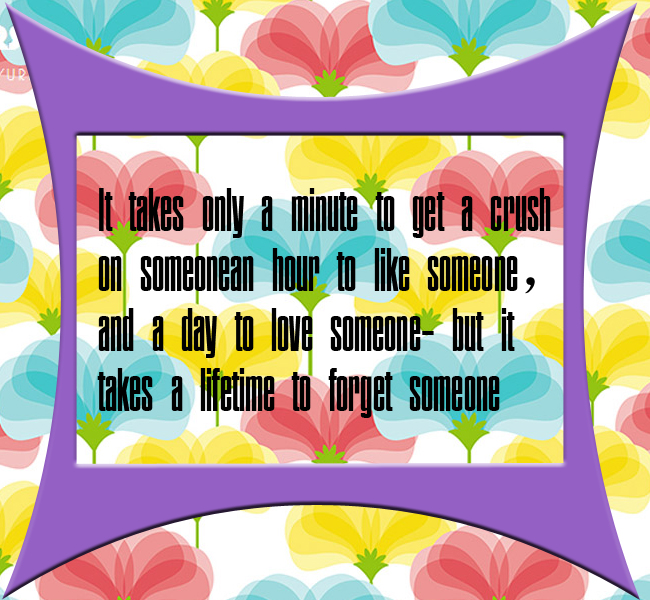 It takes only a minute to get a crush
on someonean hour to like someone,
and a day to love someone- but it
takes a lifetime to forget someone